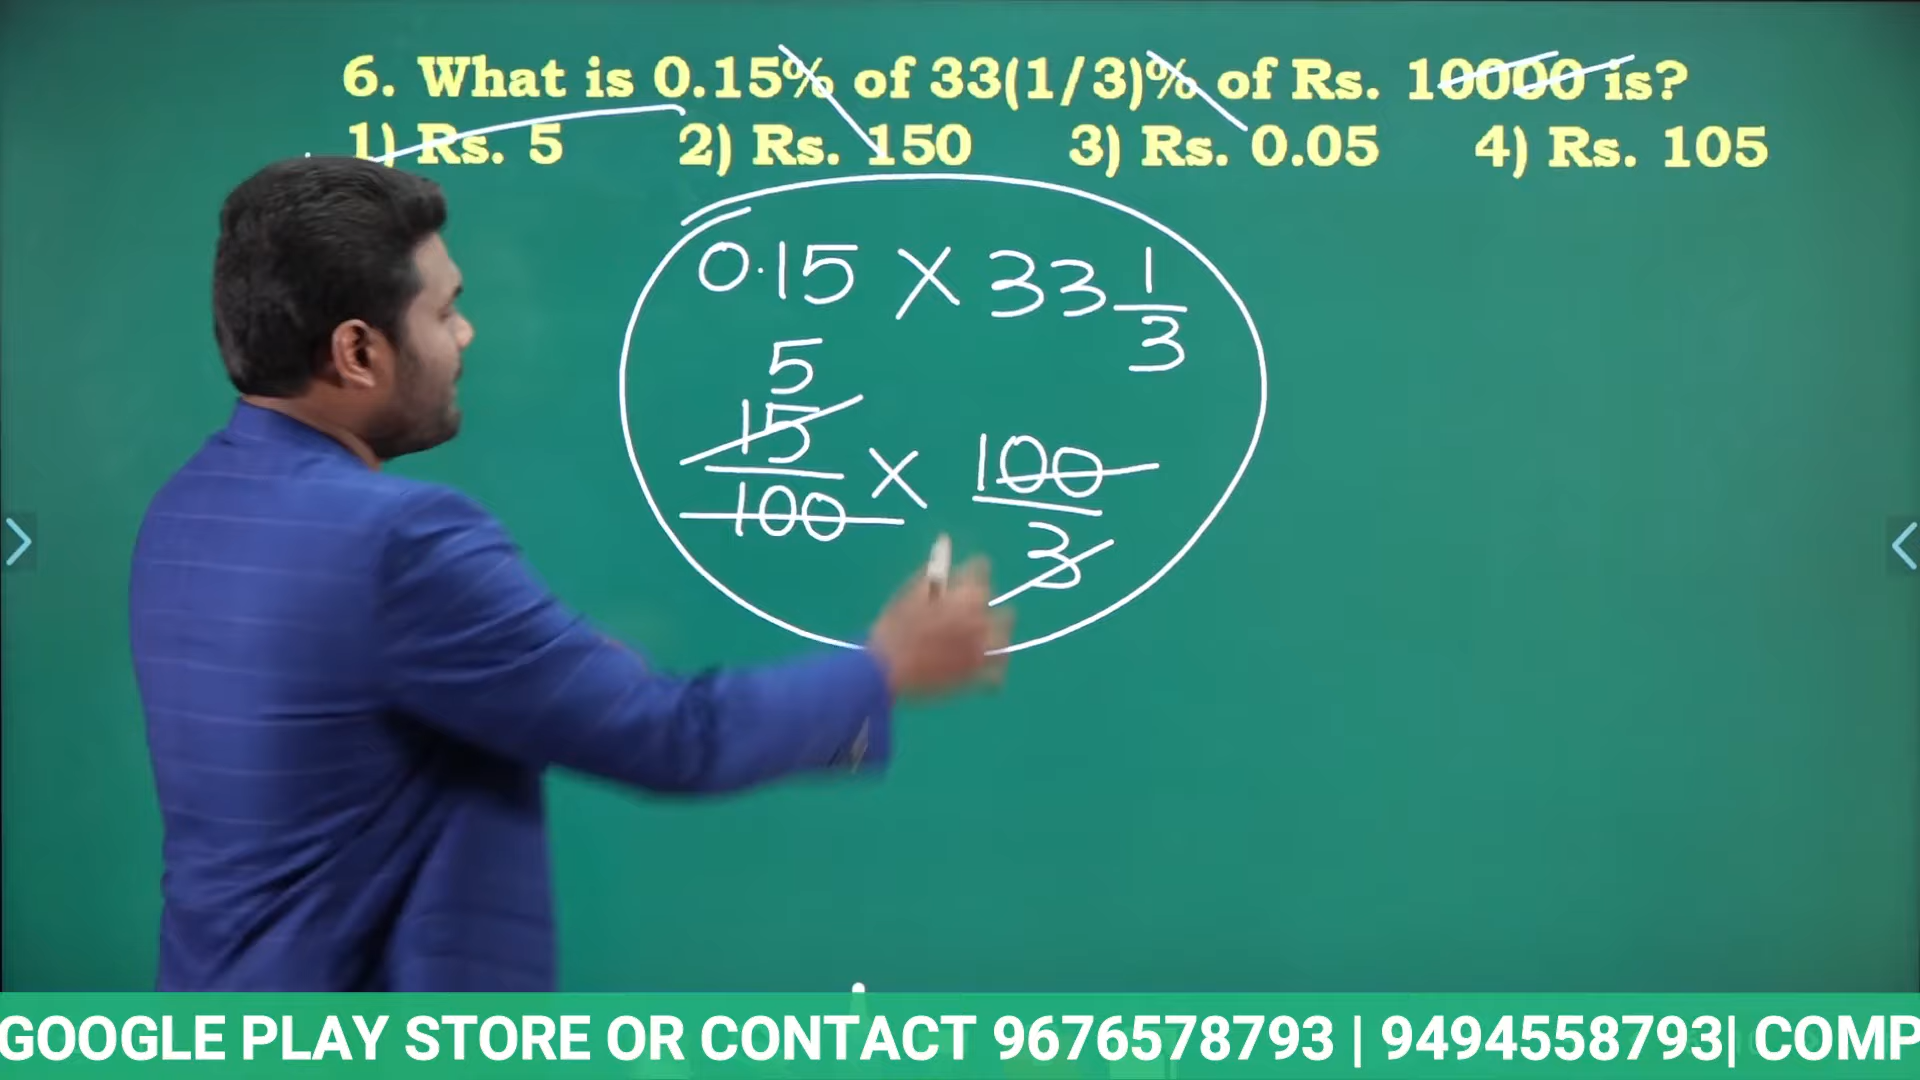 6. What is 0.15% of 33(1/3)% of Rs. 10000 is?
1) Rs. 5 2) Rs. 150 3) Rs. 0.05 4) Rs. 105
0.15 X 33 1/3
5
15/100 X 100/3
GOOGLE PLAY STORE OR CONTACT 9676578793 | 9494558793| COMP